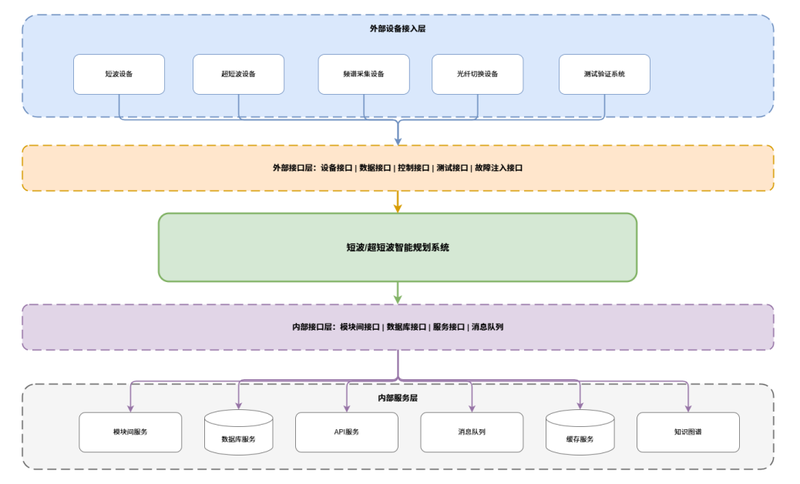 外部设备接入层
短波设备
超短波设备
频谱采集设备
光纤切换设备
测试验证系统
外部接口层：设备接口 | 数据接口 | 控制接口 | 测试接口 | 故障注入接口
短波/超短波智能规划系统
内部接口层：模块间接口 | 数据库接口 | 服务接口 | 消息队列
内部服务层
模块间服务
数据库服务
API服务
消息队列
缓存服务
知识图谱